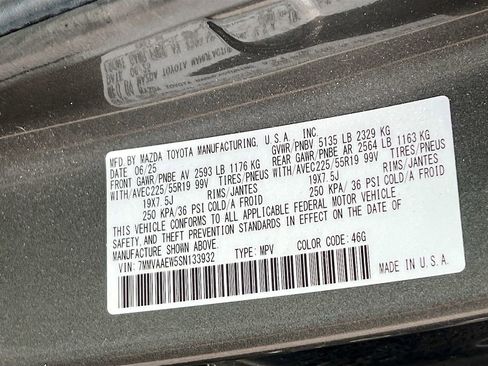 MFD BY MAZDA TOYOTA MANUFACTURING, U.S.A. INC.
DATE: 06/25 GVWR/PNBV 5135 LB 2329 KG
FRONT GAWR/PNBE AV 2593 LB 1176 KG REAR GAWR/PNBE AR 2564 LB 1163 KG
WITH/AVEC225/55R19 99V TIRES/PNEUS WITH/AVEC225/55R19 99V TIRES/PNEUS
19X7.5J RIMS/JANTES 19X7.5J RIMS/JANTES
250 KPA/36 PSI COLD/A FROID 250 KPA/36 PSI COLD/A FROID
THIS VEHICLE CONFORMS TO ALL APPLICABLE FEDERAL MOTOR VEHICLE
SAFETY, AND THEFT PREVENTION STANDARDS IN EFFECT ON THE DATE OF
MANUFACTURE SHOWN ABOVE.
VIN: 7MMVAAEW5SN133932 TYPE: MPV COLOR CODE: 46G
MADE IN U.S.A.